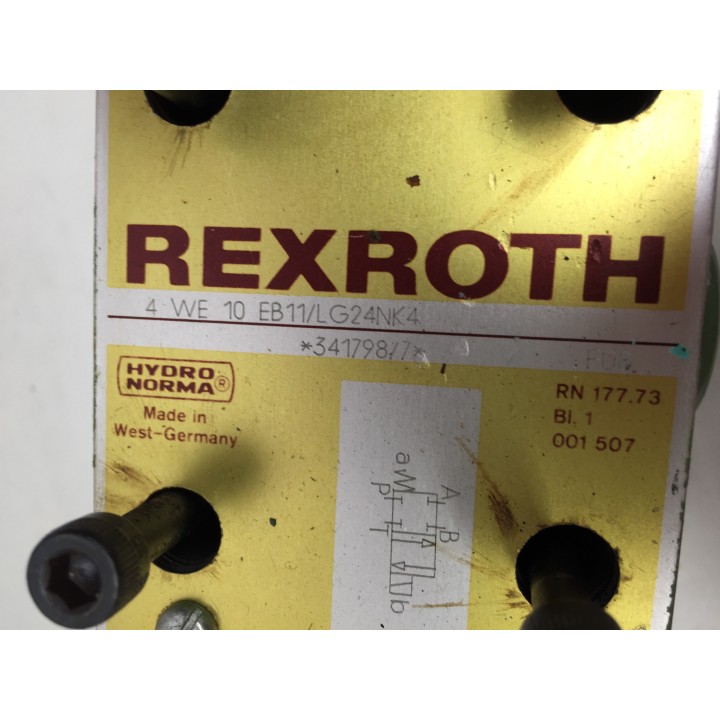 REXROTH
4 WE 10 EB11/LG24NK4
*341798/7*
HYDRO
NORMA®
Made in
West-Germany
RN 177.73
Bl. 1
001 507
a
A
B
P
T
b